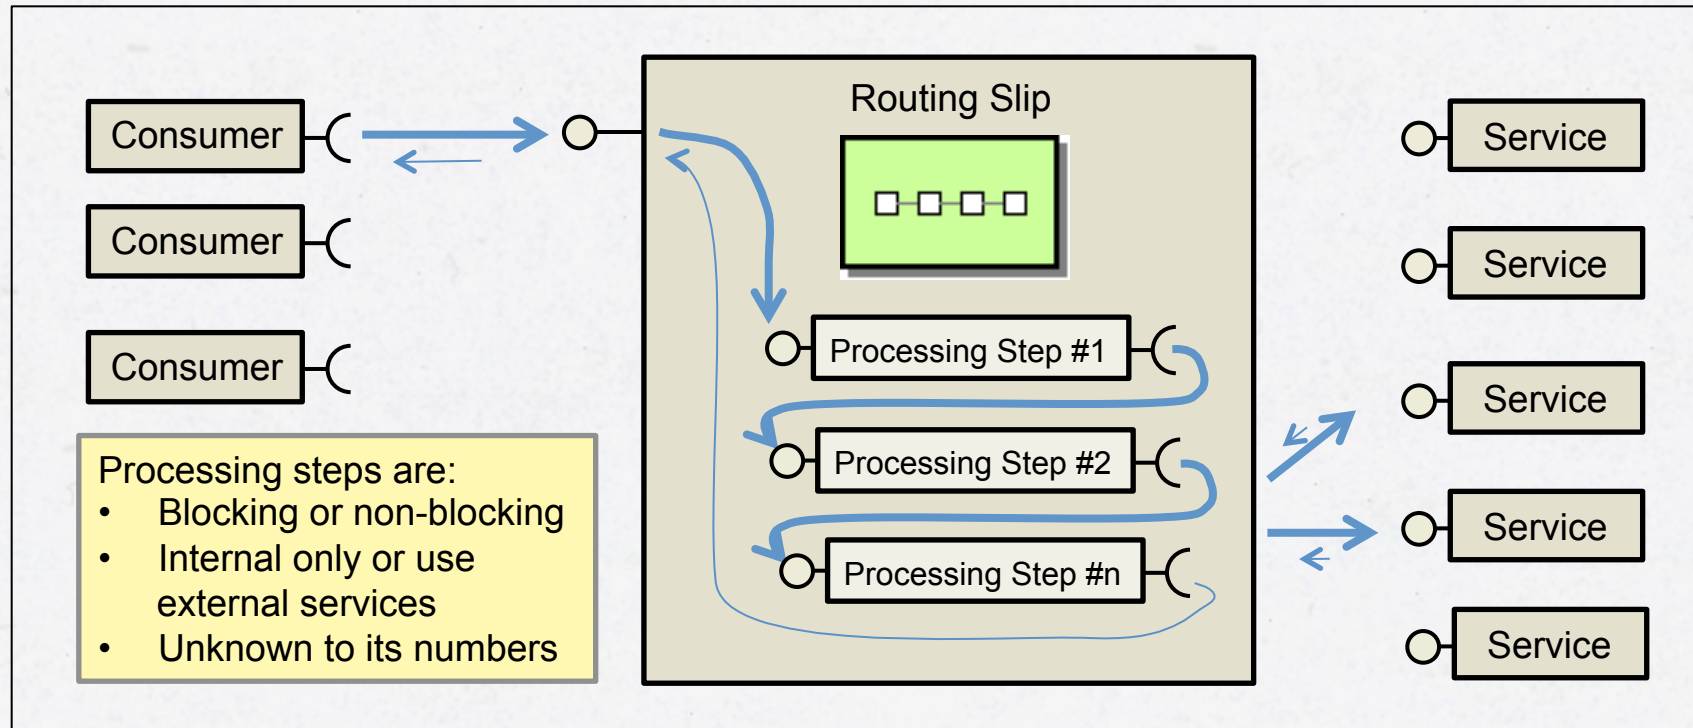 Routing Slip
Consumer
Consumer
Consumer
Processing steps are:
• Blocking or non-blocking
• Internal only or use
external services
• Unknown to its numbers
Processing Step #1
Processing Step #2
Processing Step #n
Service
Service
Service
Service
Service